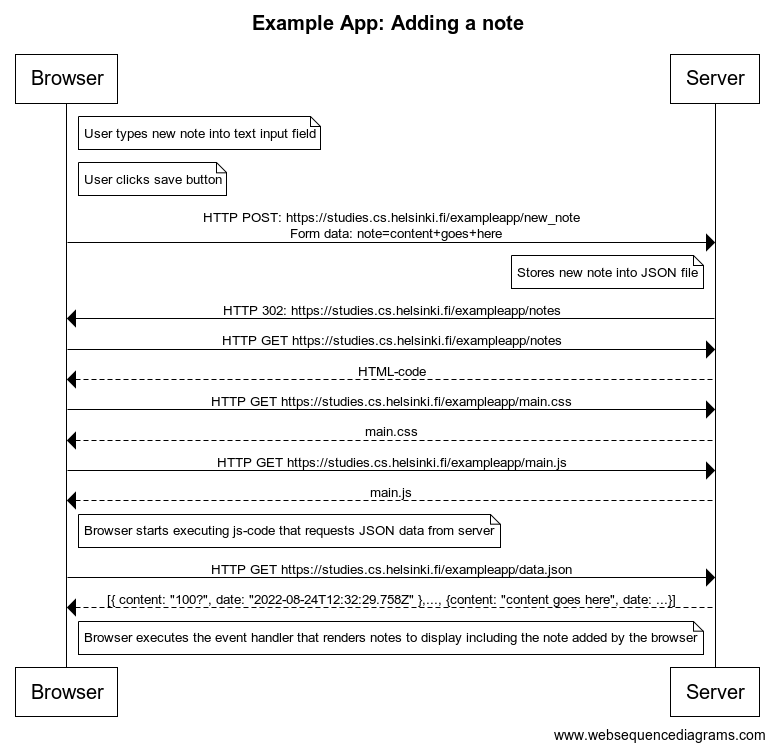 Example App: Adding a note
Browser
Server
User types new note into text input field
User clicks save button
HTTP POST: https://studies.cs.helsinki.fi/exampleapp/new_note
Form data: note=content+goes+here
Stores new note into JSON file
HTTP 302: https://studies.cs.helsinki.fi/exampleapp/notes
HTTP GET https://studies.cs.helsinki.fi/exampleapp/notes
HTML-code
HTTP GET https://studies.cs.helsinki.fi/exampleapp/main.css
main.css
HTTP GET https://studies.cs.helsinki.fi/exampleapp/main.js
main.js
Browser starts executing js-code that requests JSON data from server
HTTP GET https://studies.cs.helsinki.fi/exampleapp/data.json
[{ content: "100?", date: "2022-08-24T12:32:29.758Z" },..., {content: "content goes here", date: ...}]
Browser executes the event handler that renders notes to display including the note added by the browser
Browser
Server
www.websequencediagrams.com